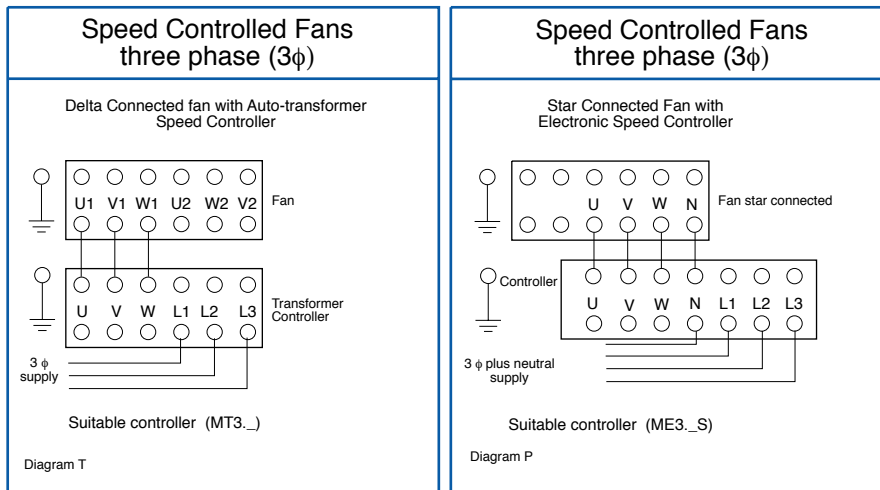 Speed Controlled Fans
three phase (3ϕ)
Delta Connected fan with Auto-transformer
Speed Controller
U1 V1 W1 U2 W2 V2
Fan
U V W L1 L2 L3
Transformer
Controller
3 ϕ
supply
Suitable controller (MT3._)
Diagram T
Speed Controlled Fans
three phase (3ϕ)
Star Connected Fan with
Electronic Speed Controller
U V W N
Fan star connected
Controller
U V W N L1 L2 L3
3 ϕ plus neutral
supply
Suitable controller (ME3._S)
Diagram P